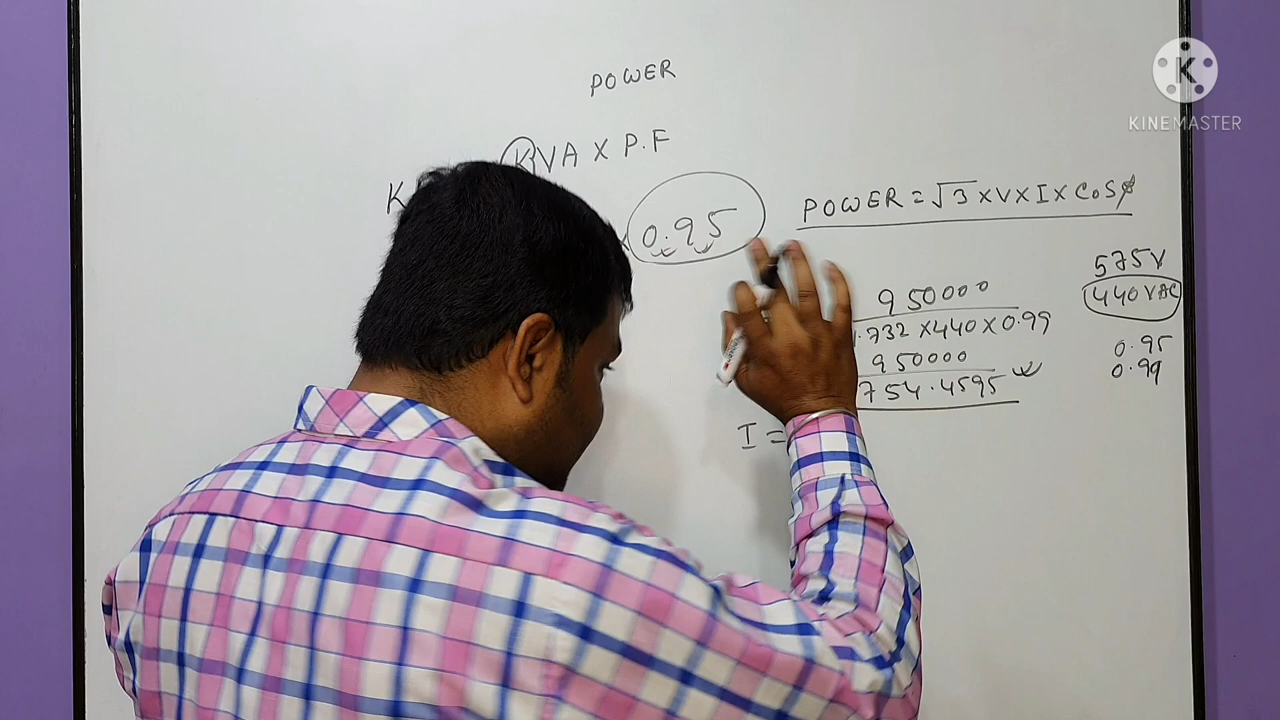 POWER
KVA X P.F
K
0.95
POWER = √3 X V X I X COSφ
575V
440VAC
950000
1.732 X 440 X 0.99
950000
754.4595
0.95
0.99
I =
K
KINEMASTER